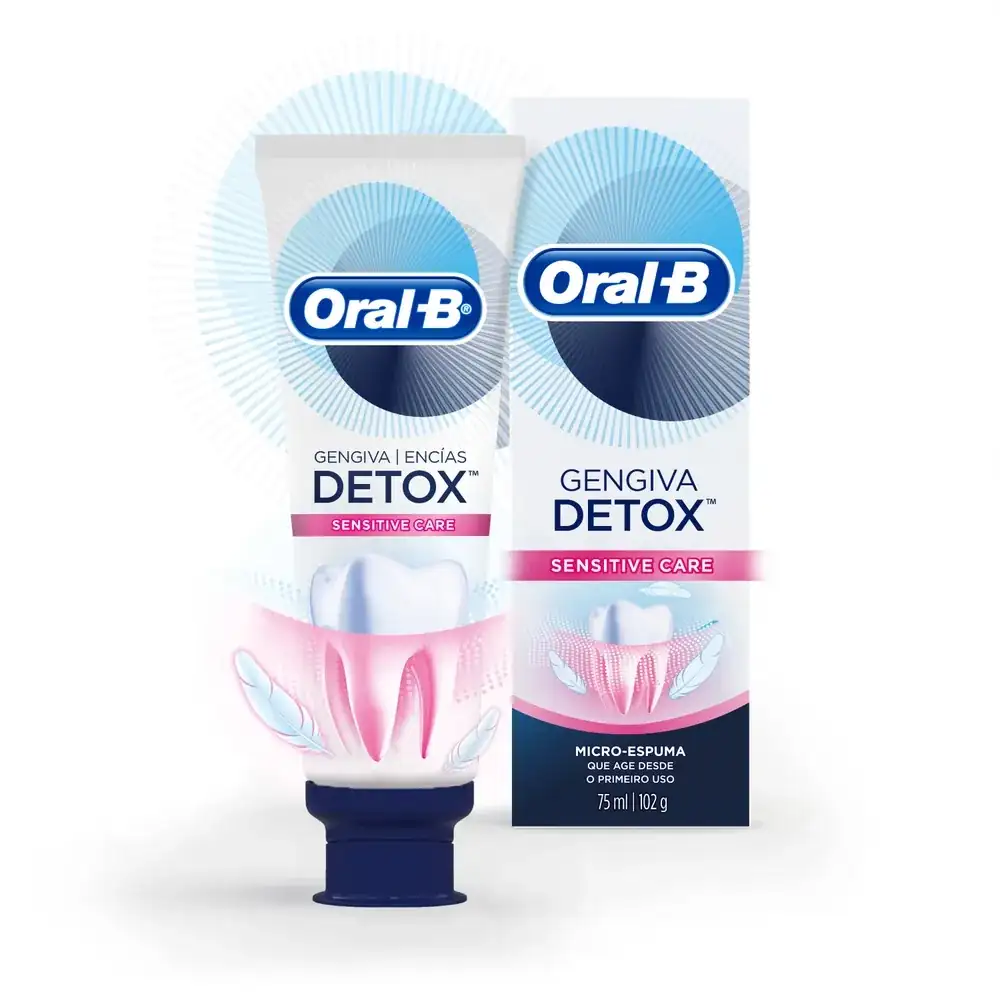 Oral-B®
GENGIVA | ENCÍAS
DETOX™
SENSITIVE CARE
Oral-B
GENGIVA
DETOX™
SENSITIVE CARE
MICRO-ESPUMA
QUE AGE DESDE
O PRIMEIRO USO
75 ml | 102 g